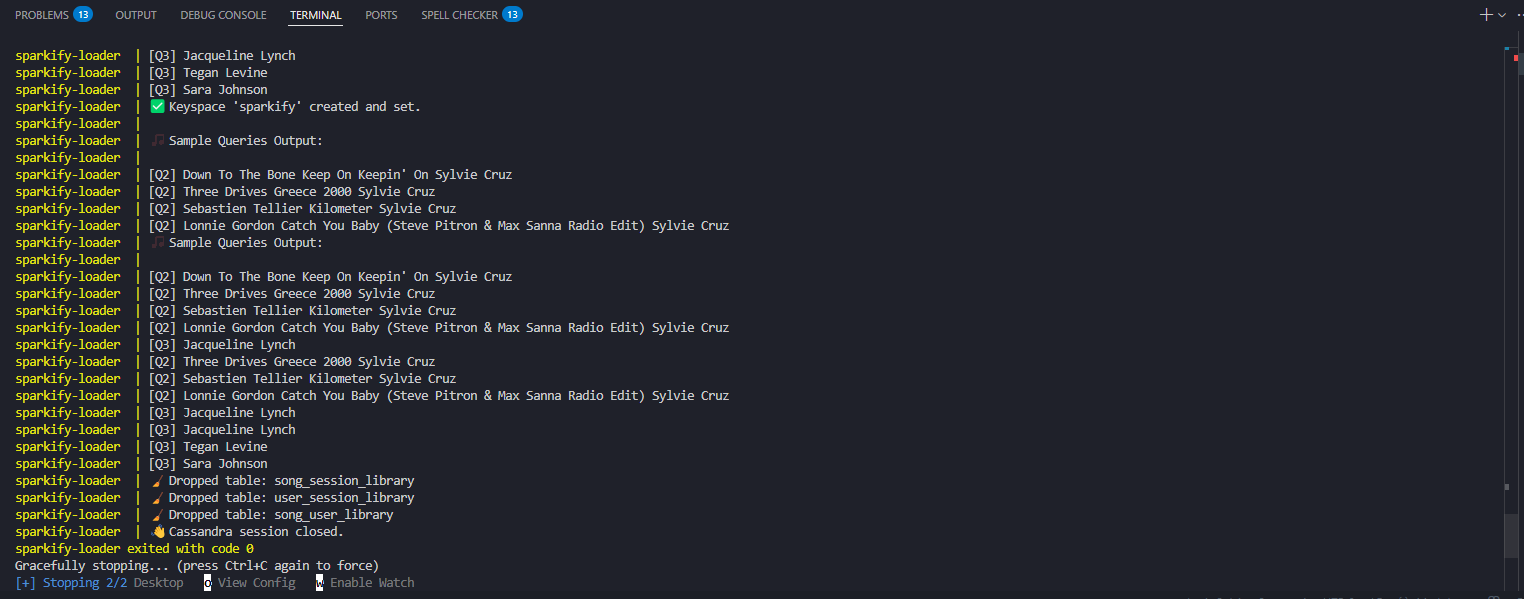 PROBLEMS 13 OUTPUT DEBUG CONSOLE TERMINAL PORTS SPELL CHECKER 13
sparkify-loader | [Q3] Jacqueline Lynch
sparkify-loader | [Q3] Tegan Levine
sparkify-loader | [Q3] Sara Johnson
sparkify-loader | ✅ Keyspace 'sparkify' created and set.
sparkify-loader |
sparkify-loader | 🎵 Sample Queries Output:
sparkify-loader |
sparkify-loader | [Q2] Down To The Bone Keep On Keepin' On Sylvie Cruz
sparkify-loader | [Q2] Three Drives Greece 2000 Sylvie Cruz
sparkify-loader | [Q2] Sebastien Tellier Kilometer Sylvie Cruz
sparkify-loader | [Q2] Lonnie Gordon Catch You Baby (Steve Pitron & Max Sanna Radio Edit) Sylvie Cruz
sparkify-loader | 🎵 Sample Queries Output:
sparkify-loader |
sparkify-loader | [Q2] Down To The Bone Keep On Keepin' On Sylvie Cruz
sparkify-loader | [Q2] Three Drives Greece 2000 Sylvie Cruz
sparkify-loader | [Q2] Sebastien Tellier Kilometer Sylvie Cruz
sparkify-loader | [Q2] Lonnie Gordon Catch You Baby (Steve Pitron & Max Sanna Radio Edit) Sylvie Cruz
sparkify-loader | [Q3] Jacqueline Lynch
sparkify-loader | [Q2] Three Drives Greece 2000 Sylvie Cruz
sparkify-loader | [Q2] Sebastien Tellier Kilometer Sylvie Cruz
sparkify-loader | [Q2] Lonnie Gordon Catch You Baby (Steve Pitron & Max Sanna Radio Edit) Sylvie Cruz
sparkify-loader | [Q3] Jacqueline Lynch
sparkify-loader | [Q3] Jacqueline Lynch
sparkify-loader | [Q3] Tegan Levine
sparkify-loader | [Q3] Sara Johnson
sparkify-loader | 🧹 Dropped table: song_session_library
sparkify-loader | 🧹 Dropped table: user_session_library
sparkify-loader | 🧹 Dropped table: song_user_library
sparkify-loader | 👋 Cassandra session closed.
sparkify-loader exited with code 0
Gracefully stopping... (press Ctrl+C again to force)
[+] Stopping 2/2 Desktop o View Config w Enable Watch